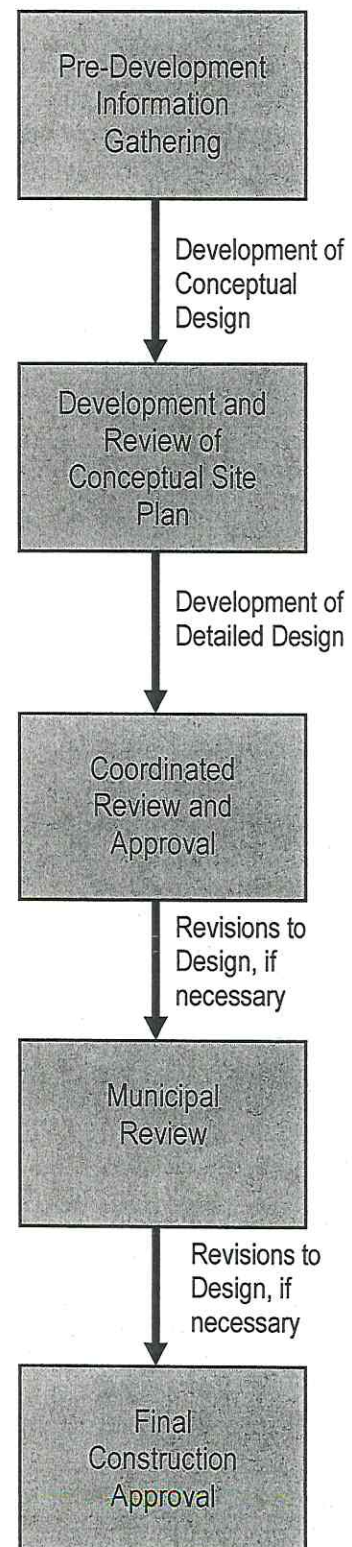 Pre-Development
Information
Gathering
Development of
Conceptual
Design
Development and
Review of
Conceptual Site
Plan
Development of
Detailed Design
Coordinated
Review and
Approval
Revisions to
Design, if
necessary
Municipal
Review
Revisions to
Design, if
necessary
Final
Construction
Approval